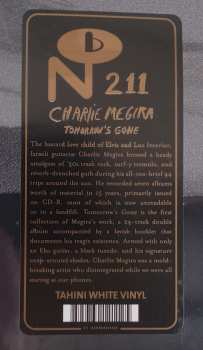 N 211
CHARLIE MEGIRA
TOMORROW'S GONE
The bastard love child of Elvis and Lux Interior,
Israeli guitarist Charlie Megira formed a heady
amalgam of '50s trash rock, surf-y tremolo, and
reverb-drenched goth during his all-too-brief 44
trips around the sun. He recorded seven albums
worth of material in 15 years, primarily issued
on CD-R, most of which is now unreadable
or in a landfill. Tomorrow's Gone is the first
collection of Megira's work, a 24-track double
album accompanied by a lavish booklet that
documents his tragic existence. Armed with only
an Eko guitar, a black tuxedo, and his signature
wrap-around shades, Charlie Megira was a mold-
breaking artist who disintegrated while we were all
staring at our phones.
TAHINI WHITE VINYL